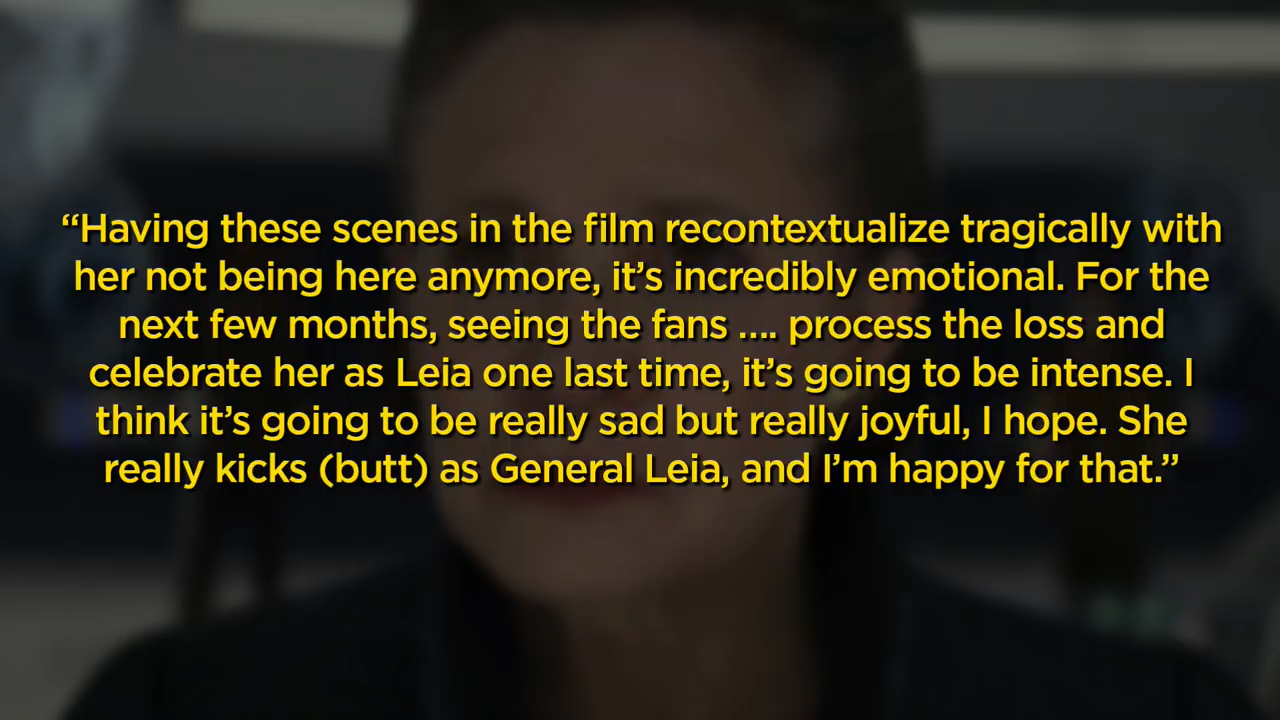 “Having these scenes in the film recontextualize tragically with
her not being here anymore, it’s incredibly emotional. For the
next few months, seeing the fans .... process the loss and
celebrate her as Leia one last time, it’s going to be intense. I
think it’s going to be really sad but really joyful, I hope. She
really kicks (butt) as General Leia, and I’m happy for that.”